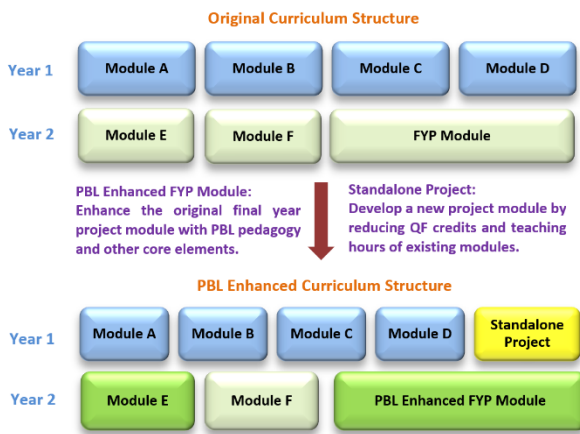 Original Curriculum Structure
Year 1
Module A
Module B
Module C
Module D
Year 2
Module E
Module F
FYP Module
PBL Enhanced FYP Module:
Enhance the original final year
project module with PBL pedagogy
and other core elements.
Standalone Project:
Develop a new project module by
reducing QF credits and teaching
hours of existing modules.
PBL Enhanced Curriculum Structure
Year 1
Module A
Module B
Module C
Module D
Standalone
Project
Year 2
Module E
Module F
PBL Enhanced FYP Module